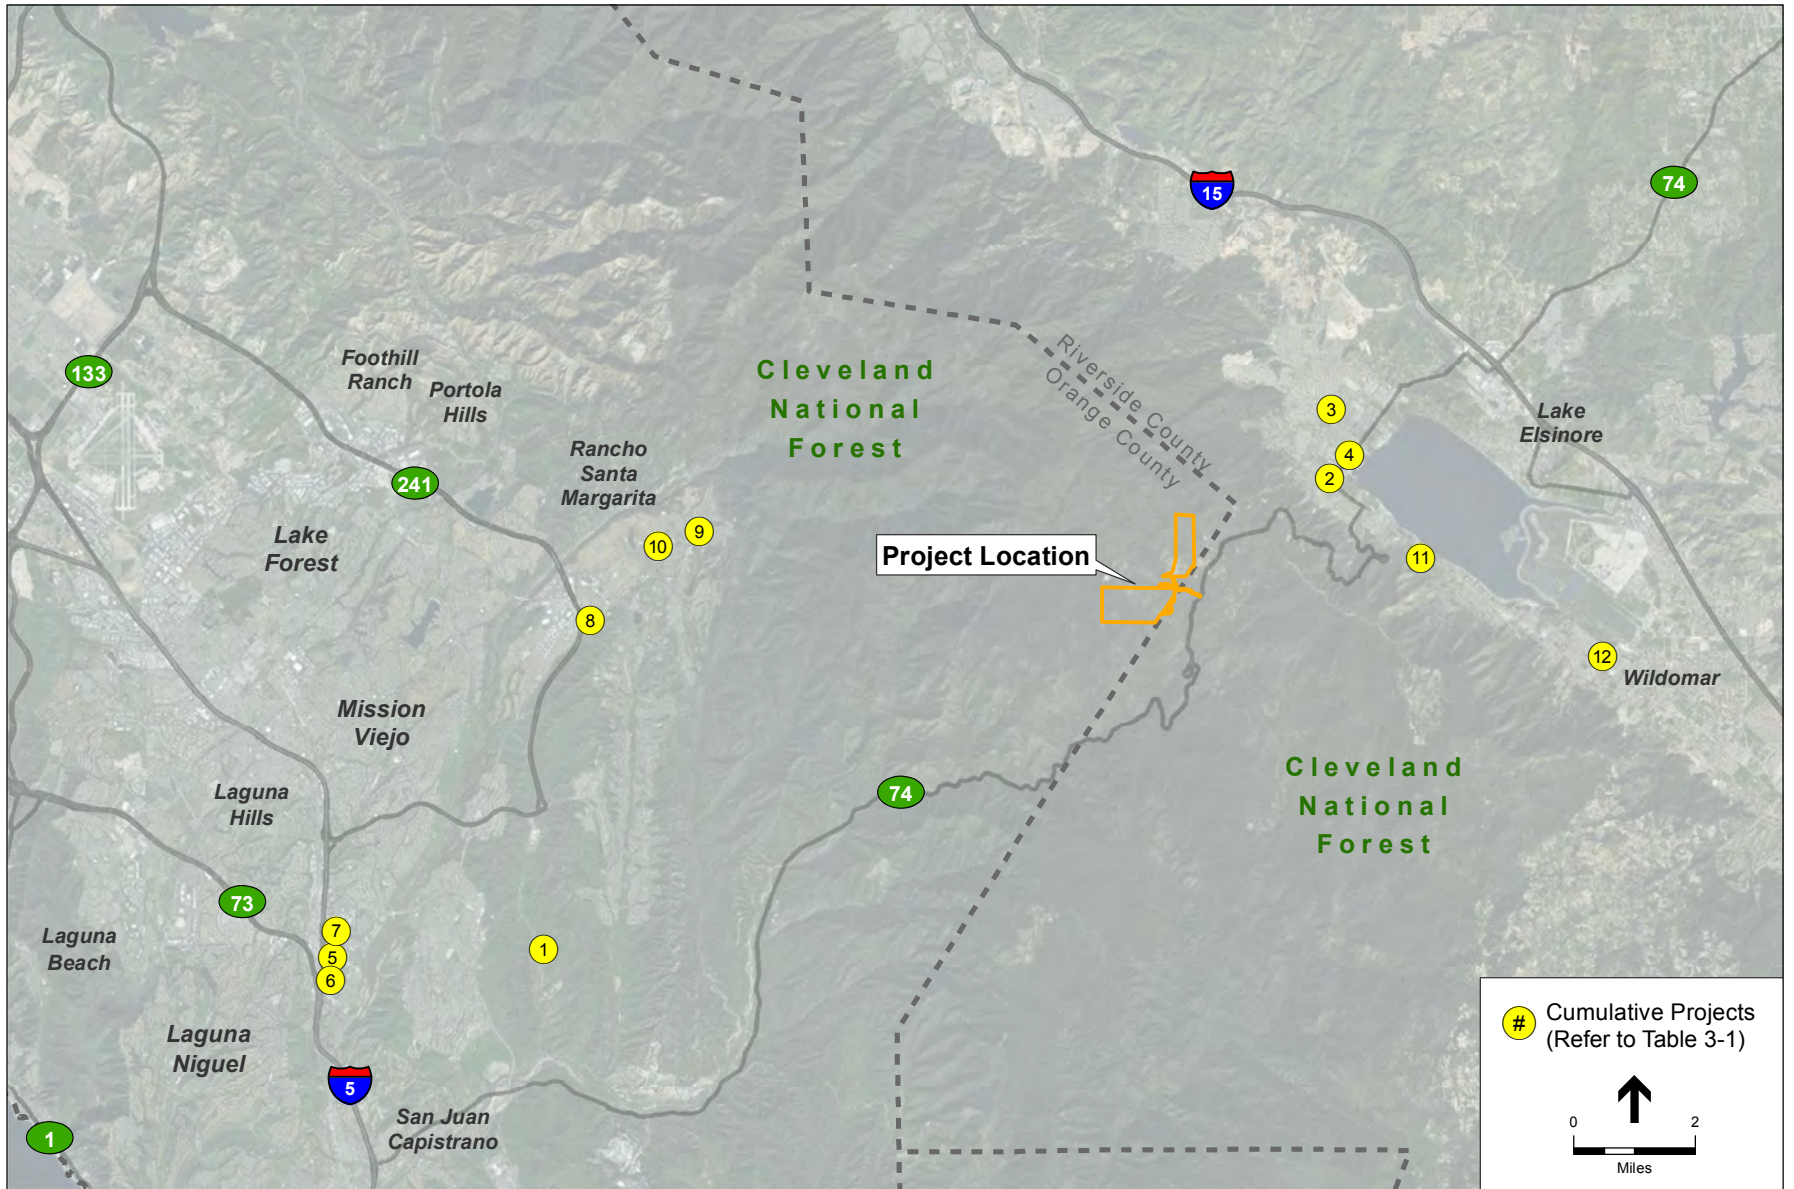 15
74
Riverside County
Orange County
133
Foothill
Ranch
Portola
Hills
Cleveland
National
Forest
3
Lake
Elsinore
Rancho
Santa
Margarita
4
241
2
9
10
Lake
Forest
Project Location
11
8
12
Wildomar
Mission
Viejo
Laguna
Hills
74
Cleveland
National
Forest
73
7
Laguna
Beach
5
6
1
Laguna
Niguel
5
San Juan
Capistrano
1
# Cumulative Projects
(Refer to Table 3-1)
0 2
Miles